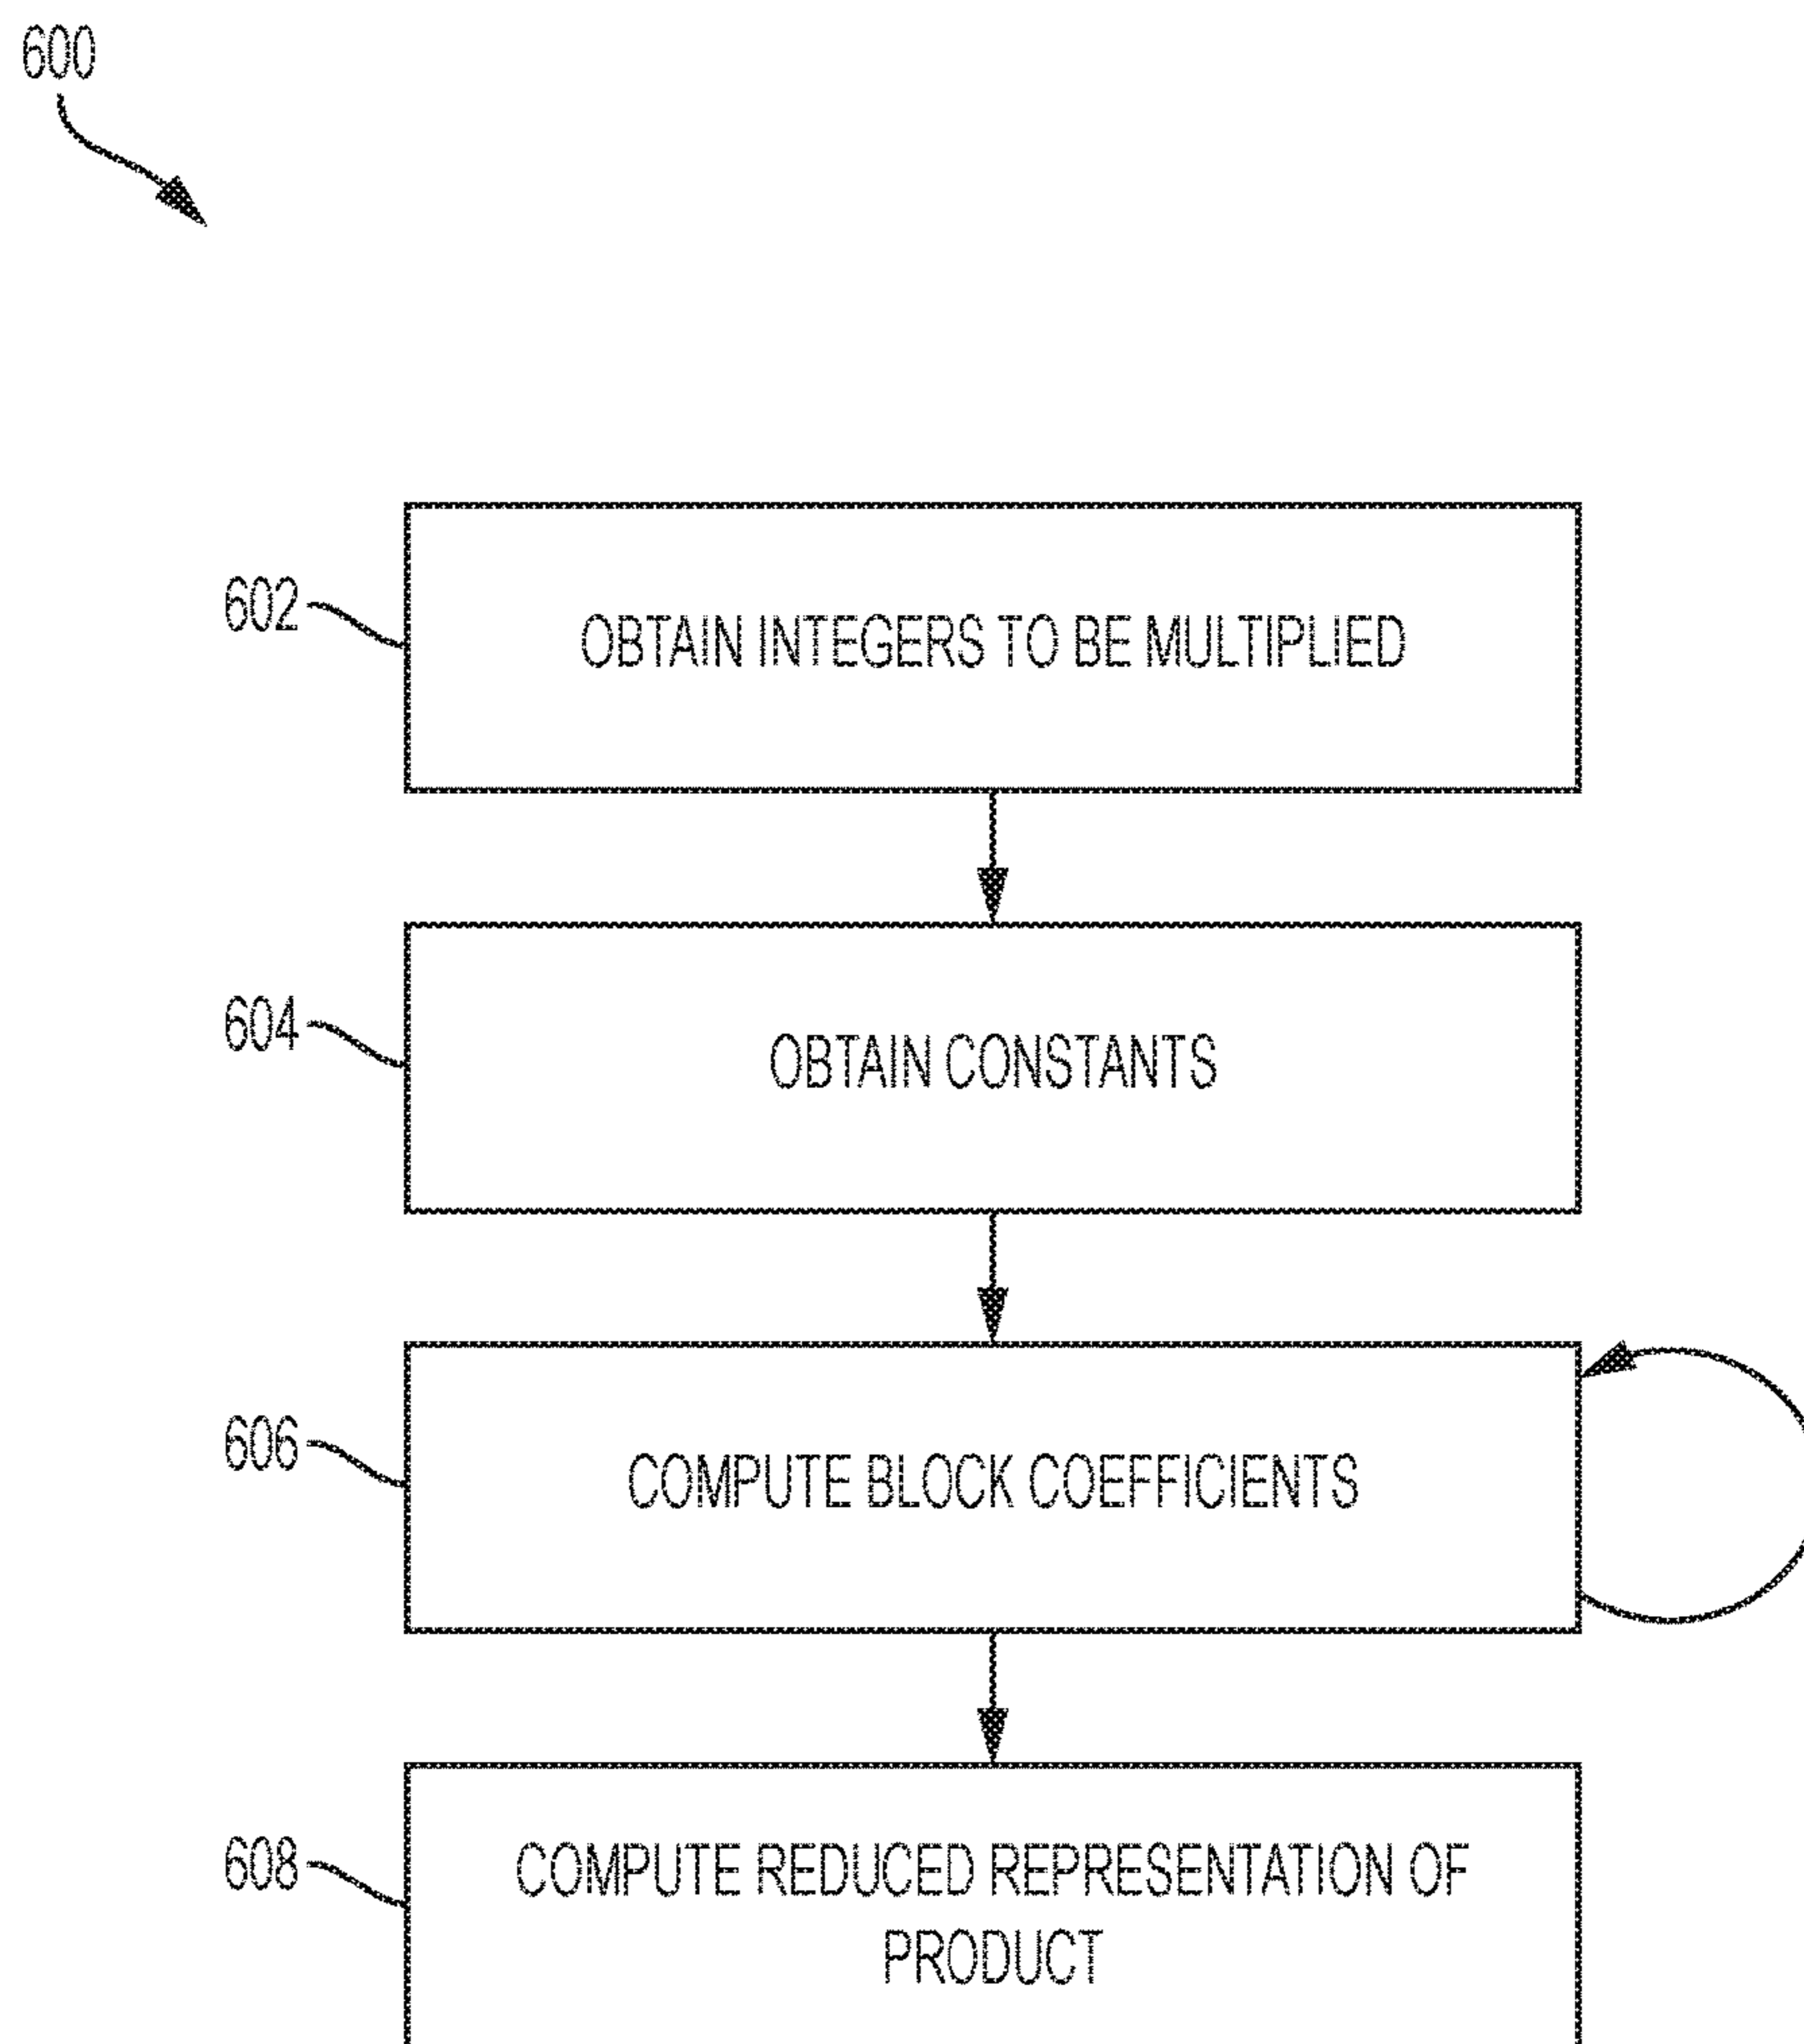 600
602
OBTAIN INTEGERS TO BE MULTIPLIED
604
OBTAIN CONSTANTS
606
COMPUTE BLOCK COEFFICIENTS
608
COMPUTE REDUCED REPRESENTATION OF
PRODUCT